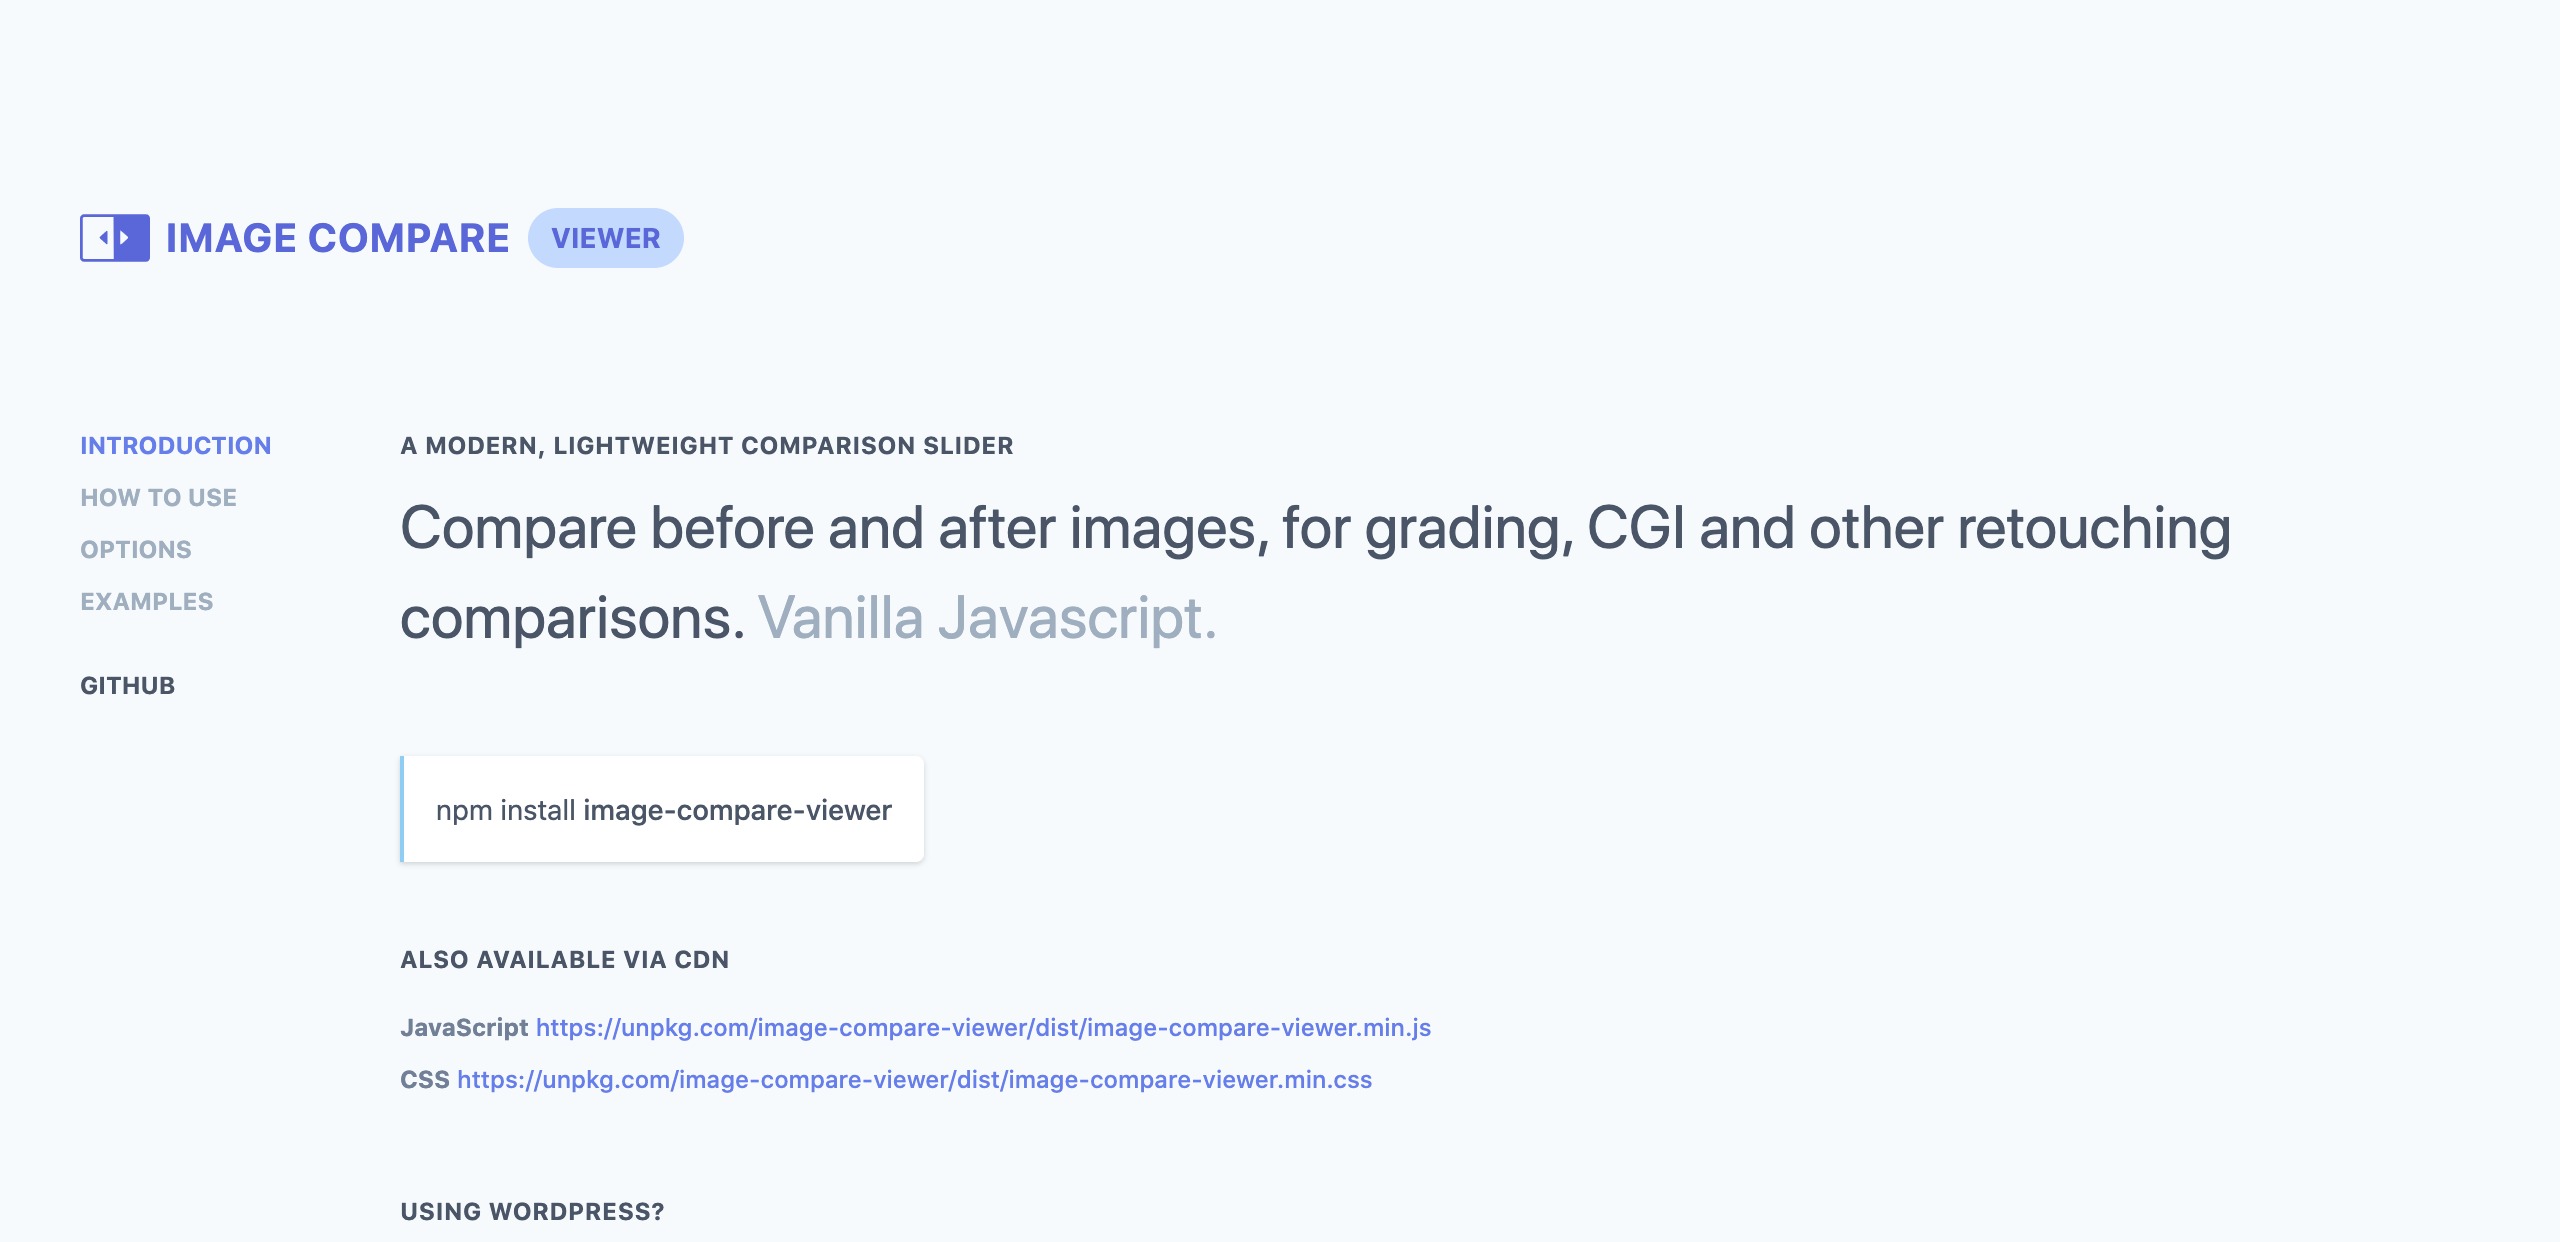 IMAGE COMPARE VIEWER
INTRODUCTION
HOW TO USE
OPTIONS
EXAMPLES
GITHUB
A MODERN, LIGHTWEIGHT COMPARISON SLIDER
Compare before and after images, for grading, CGI and other retouching
comparisons. Vanilla Javascript.
npm install image-compare-viewer
ALSO AVAILABLE VIA CDN
JavaScript https://unpkg.com/image-compare-viewer/dist/image-compare-viewer.min.js
CSS https://unpkg.com/image-compare-viewer/dist/image-compare-viewer.min.css
USING WORDPRESS?